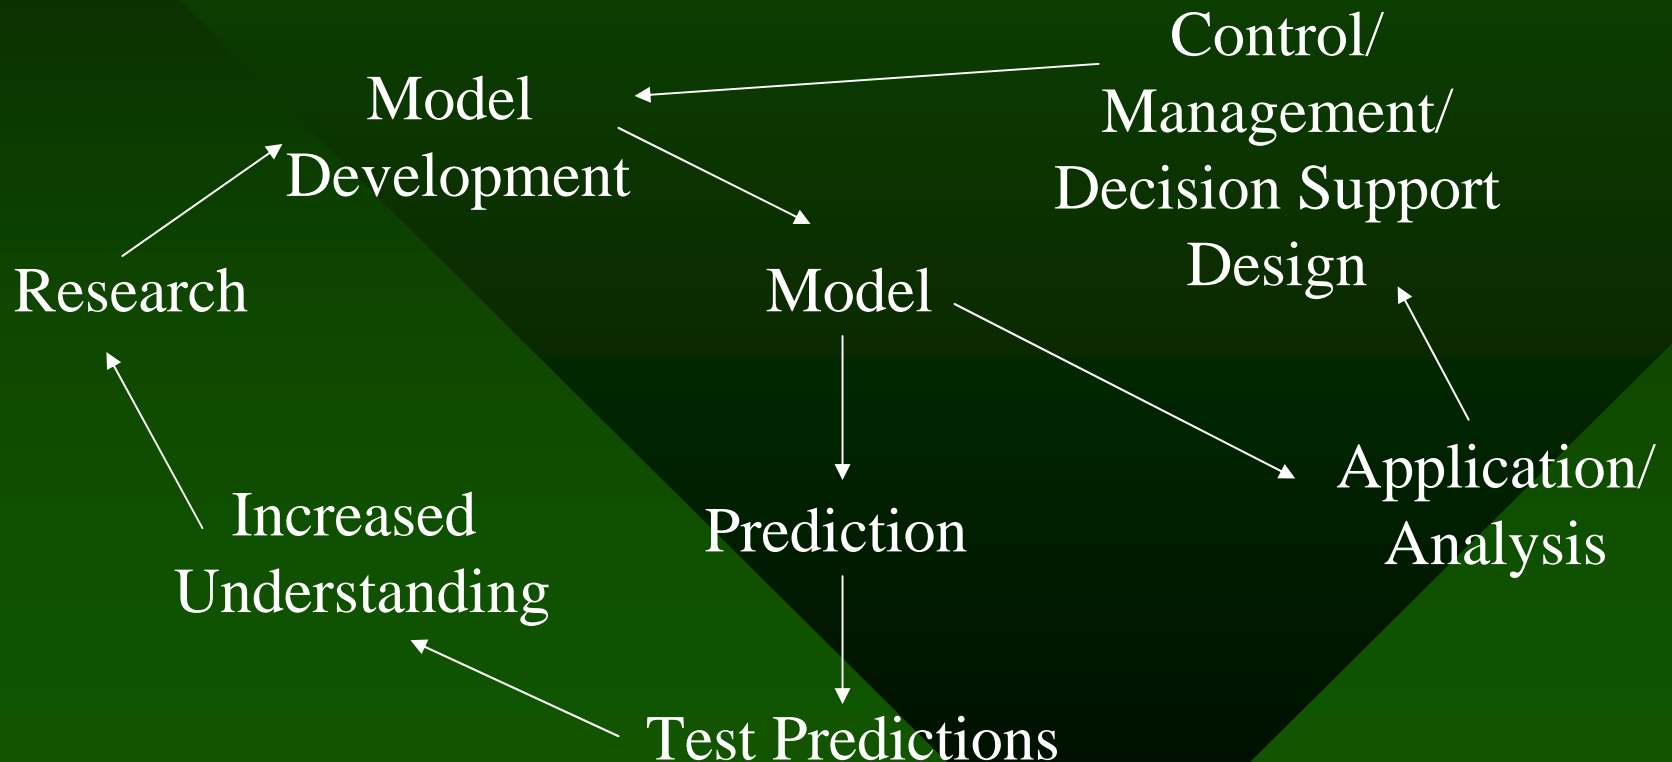 Control/
Management/
Decision Support
Design
Model
Development
Research
Model
Application/
Analysis
Increased
Understanding
Prediction
Test Predictions